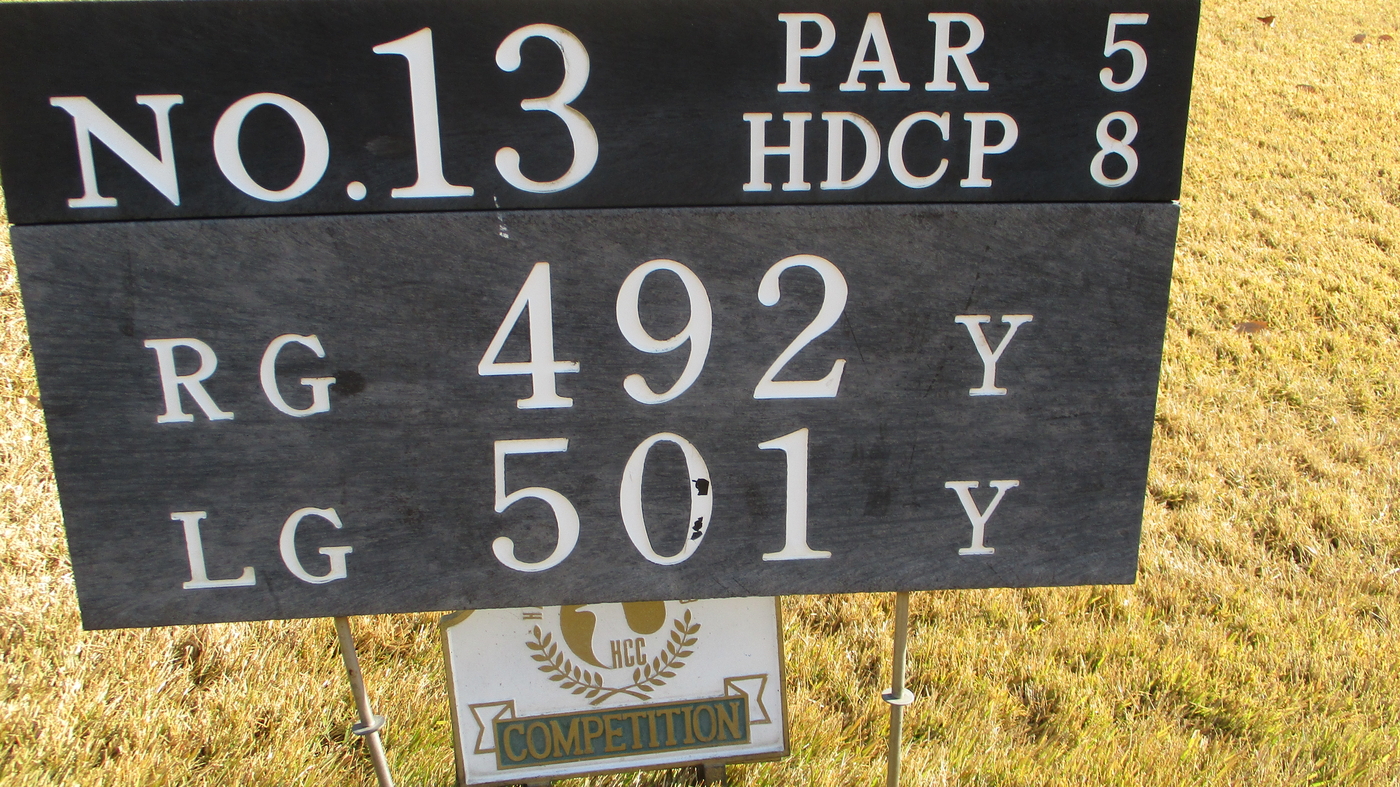 NO.13 PAR 5
HDCP 8
RG 492 Y
LG 501 Y
HCC
COMPETITION